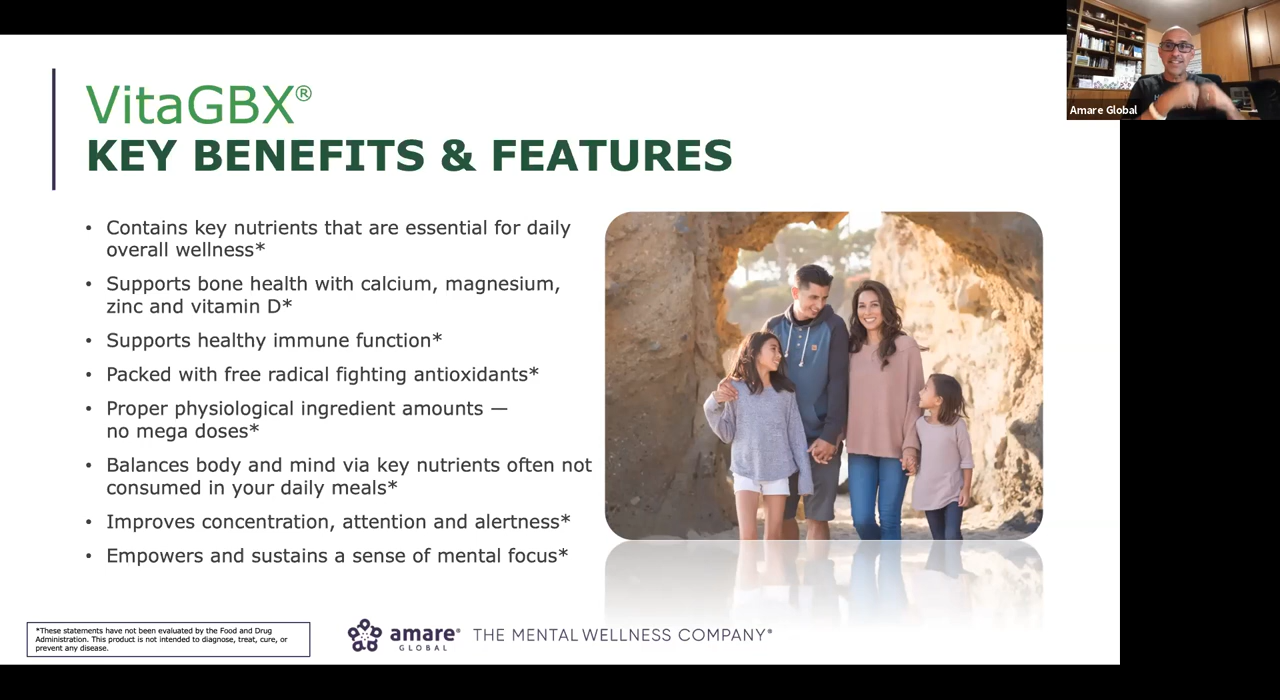 Amare Global
VitaGBX®
KEY BENEFITS & FEATURES
• Contains key nutrients that are essential for daily
overall wellness*
• Supports bone health with calcium, magnesium,
zinc and vitamin D*
• Supports healthy immune function*
• Packed with free radical fighting antioxidants*
• Proper physiological ingredient amounts —
no mega doses*
• Balances body and mind via key nutrients often not
consumed in your daily meals*
• Improves concentration, attention and alertness*
• Empowers and sustains a sense of mental focus*
*These statements have not been evaluated by the Food and Drug
Administration. This product is not intended to diagnose, treat, cure, or
prevent any disease.
amare®
GLOBAL
THE MENTAL WELLNESS COMPANY®